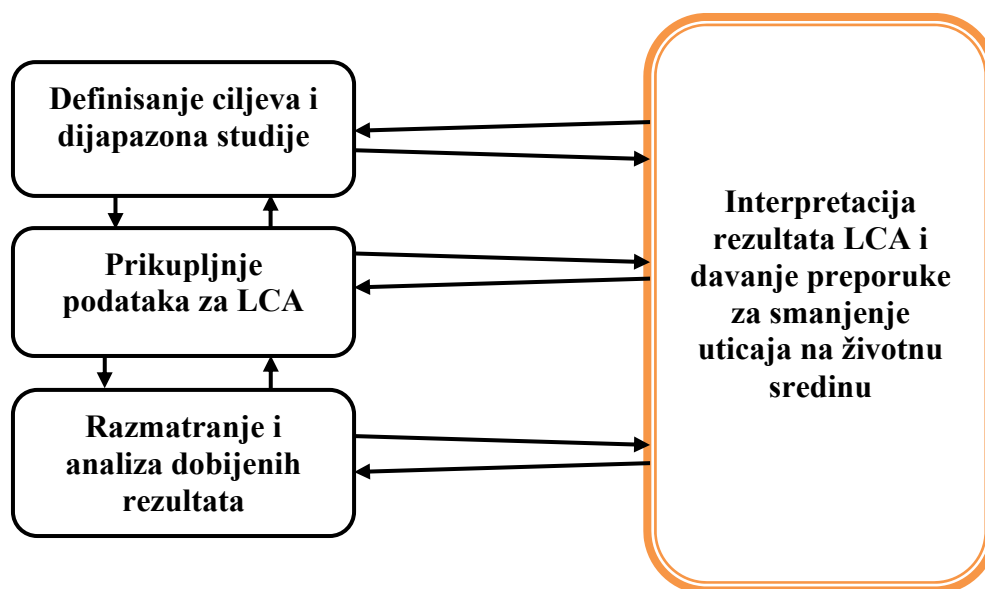 Definisanje ciljeva i
dijapazona studije
Prikupljnje
podataka za LCA
Razmatranje i
analiza dobijenih
rezultata
Interpretacija
rezultata LCA i
davanje preporuke
za smanjenje
uticaja na životnu
sredinu